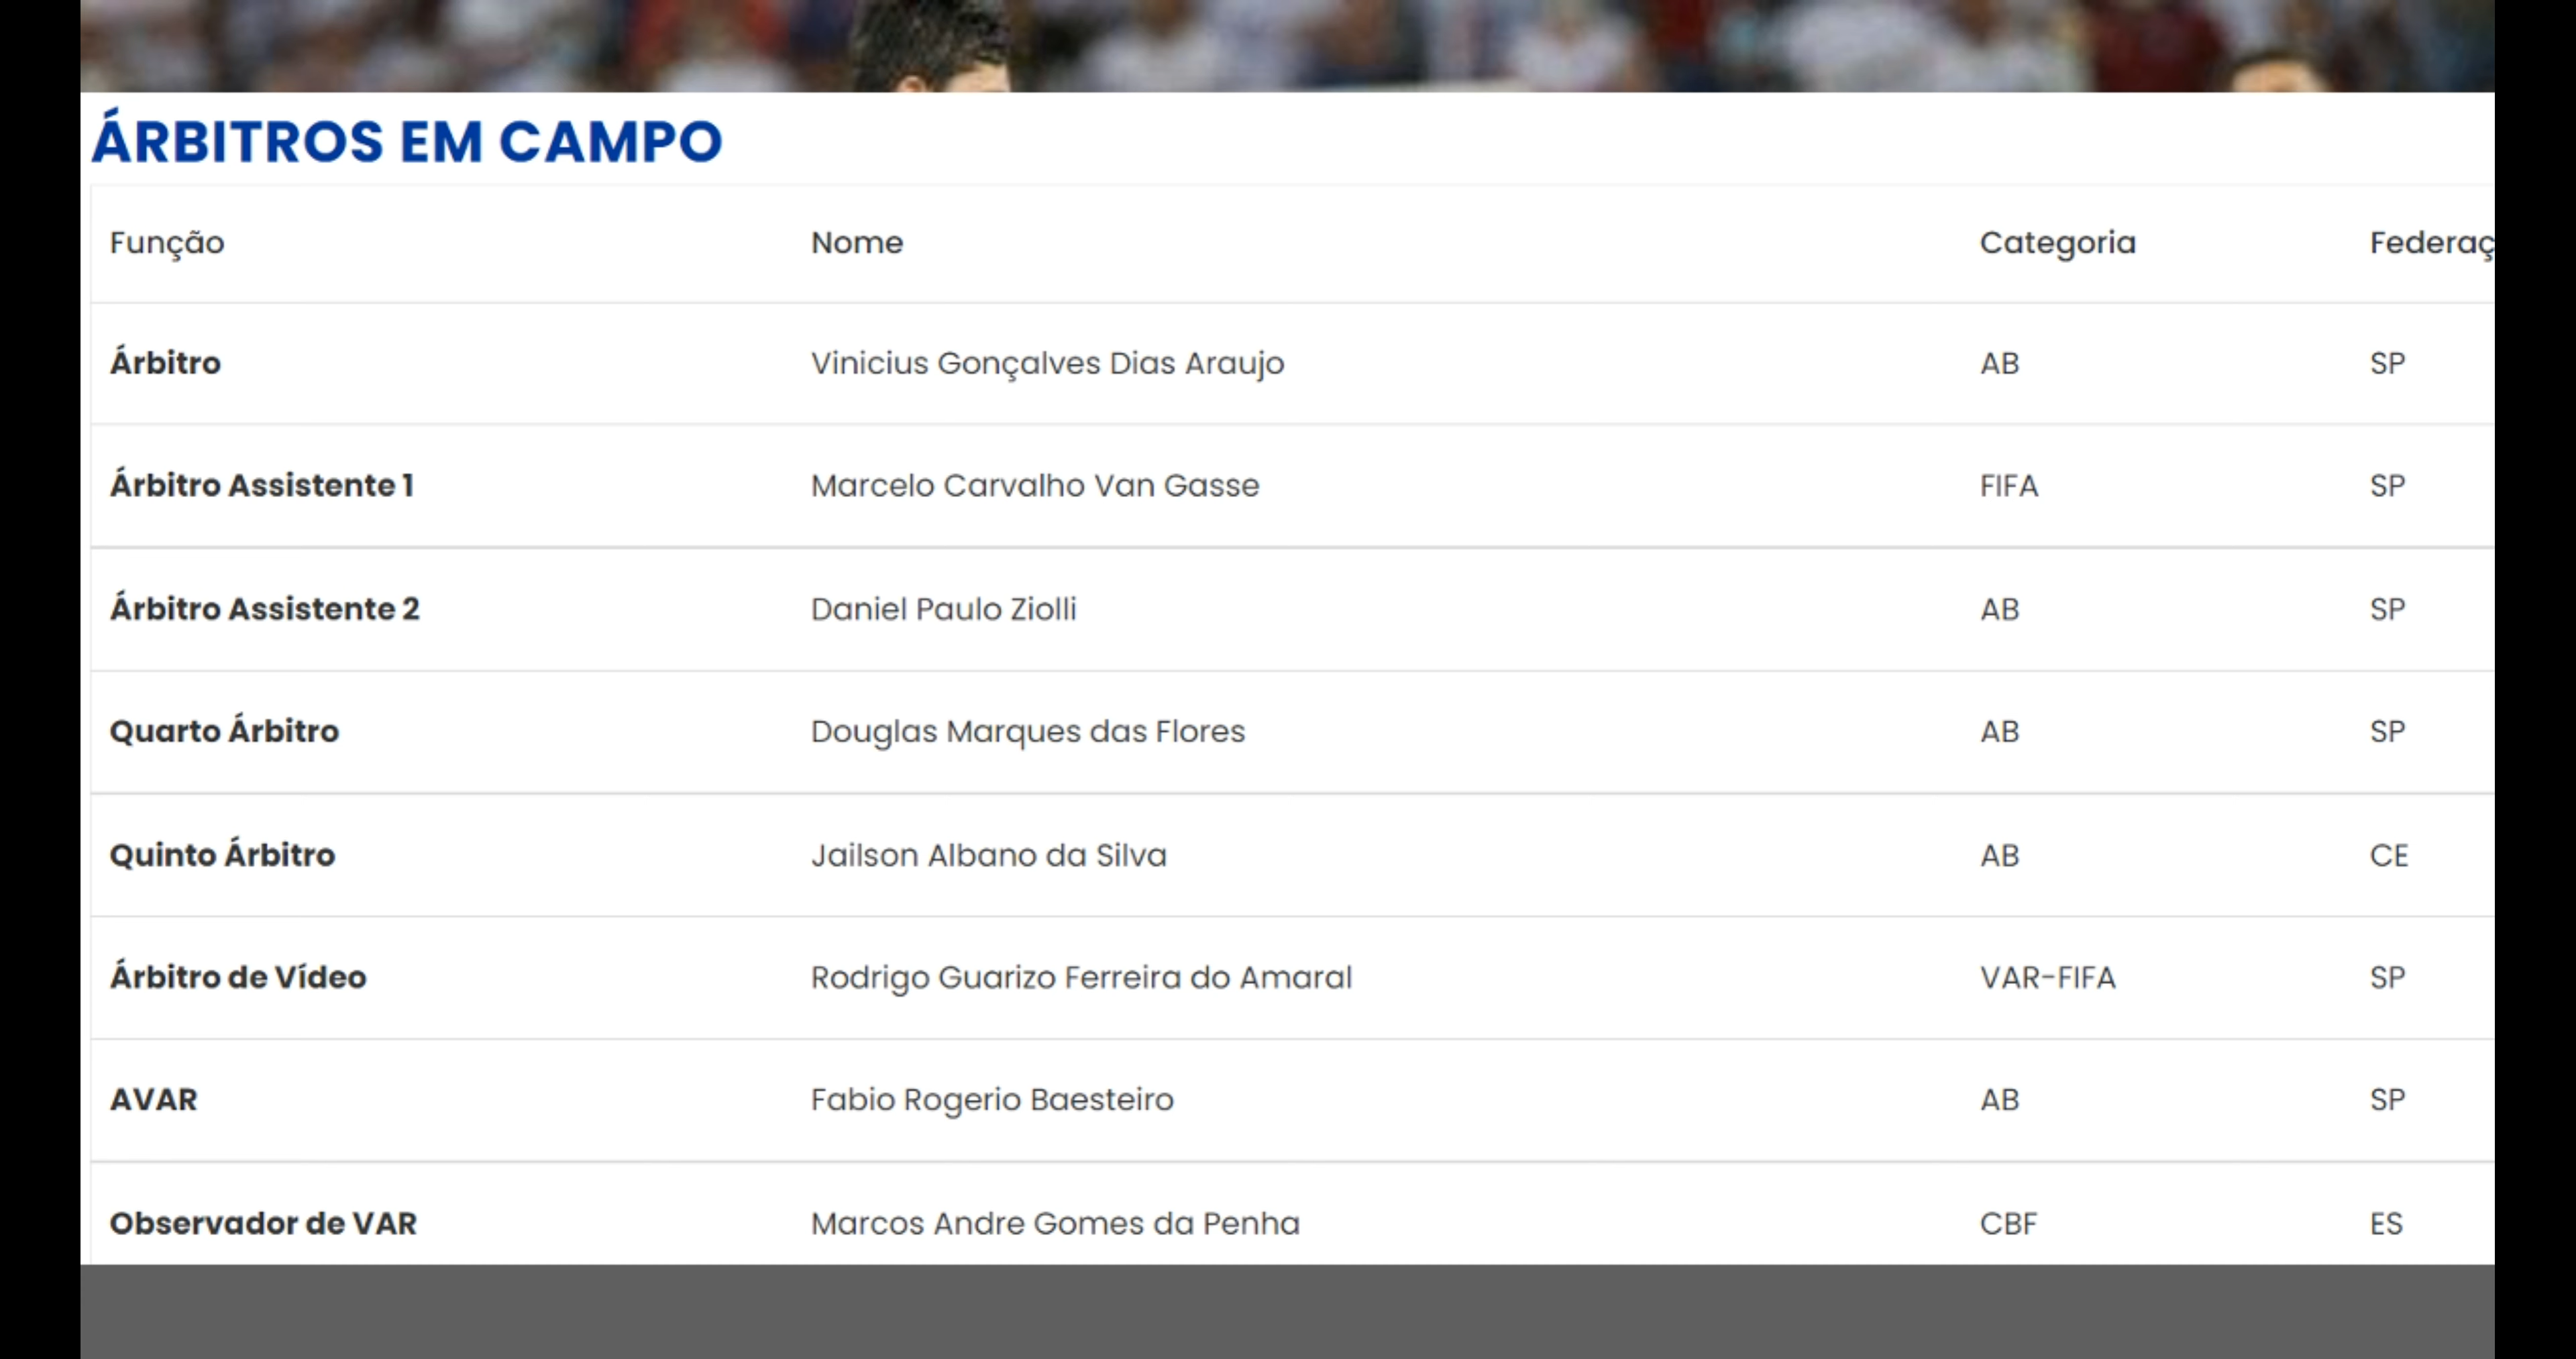 ÁRBITROS EM CAMPO
Função Nome Categoria Federaç
Árbitro Vinicius Gonçalves Dias Araujo AB SP
Árbitro Assistente 1 Marcelo Carvalho Van Gasse FIFA SP
Árbitro Assistente 2 Daniel Paulo Ziolli AB SP
Quarto Árbitro Douglas Marques das Flores AB SP
Quinto Árbitro Jailson Albano da Silva AB CE
Árbitro de Vídeo Rodrigo Guarizo Ferreira do Amaral VAR-FIFA SP
AVAR Fabio Rogerio Baesteiro AB SP
Observador de VAR Marcos Andre Gomes da Penha CBF ES